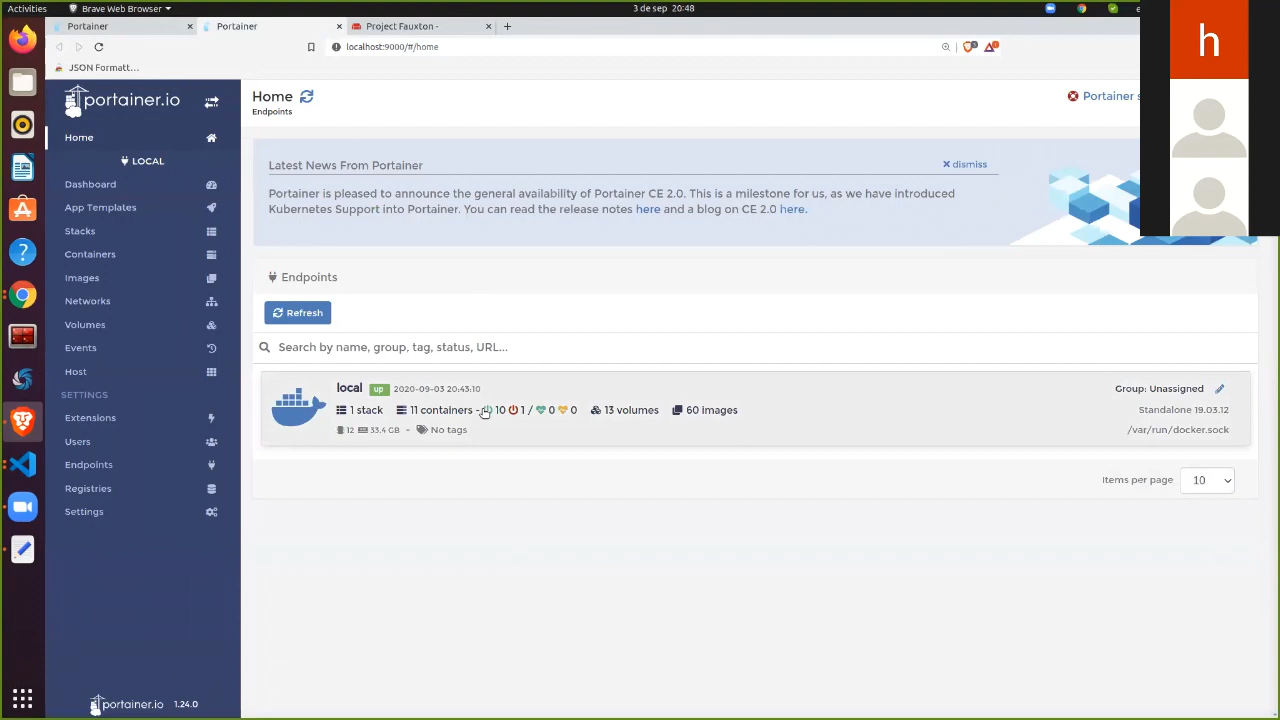 Activities
Brave Web Browser
3 de sep 20:48
Portainer
Portainer
Project Fauxton -
localhost:9000/#/home
JSON Formatt...
portainer.io
Home
LOCAL
Dashboard
App Templates
Stacks
Containers
Images
Networks
Volumes
Events
Host
SETTINGS
Extensions
Users
Endpoints
Registries
Settings
portainer.io 1.24.0
Home
Endpoints
Portainer
h
Latest News From Portainer
dismiss
Portainer is pleased to announce the general availability of Portainer CE 2.0. This is a milestone for us, as we have introduced
Kubernetes Support into Portainer. You can read the release notes here and a blog on CE 2.0 here.
Endpoints
Refresh
Search by name, group, tag, status, URL...
local up 2020-09-03 20:43:10
Group: Unassigned
1 stack 11 containers - 10 1 / 0 0 13 volumes 60 images
Standalone 19.03.12
12 33.4 GB - No tags
/var/run/docker.sock
Items per page 10